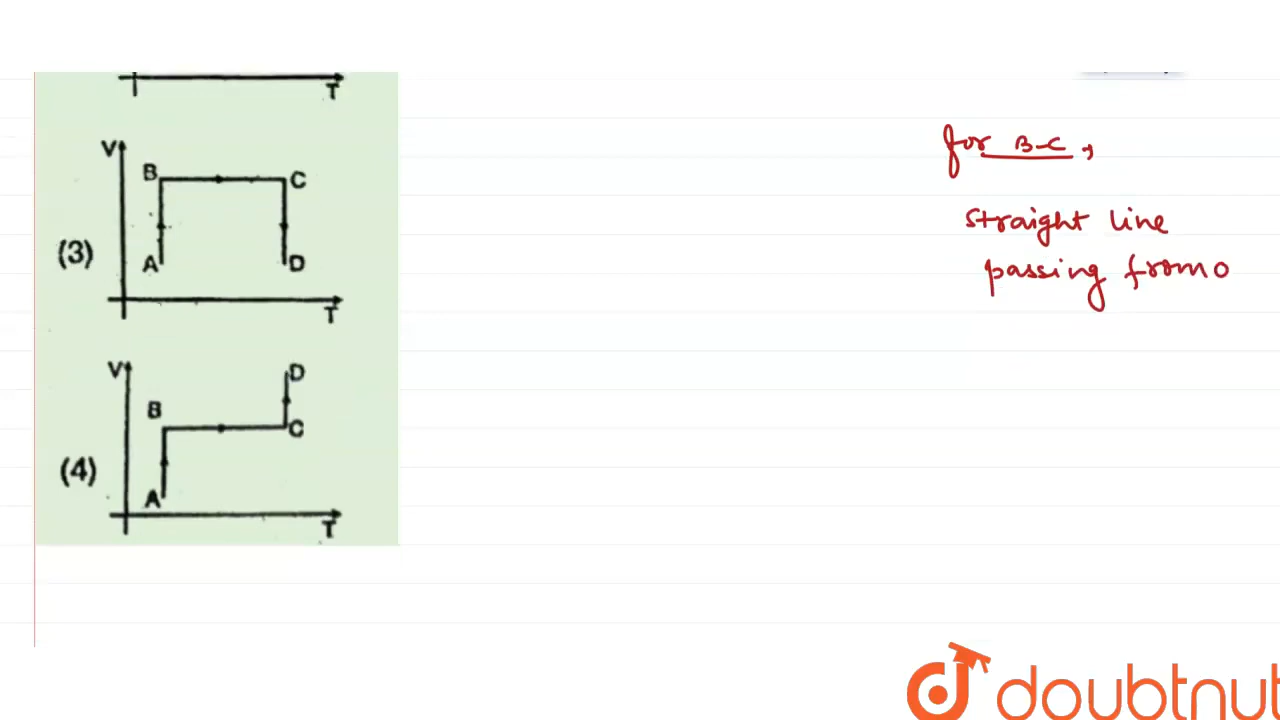 T
V
B
C
(3)
A
D
T
V
D
B
C
(4)
A
T
for B-C,
straight line
passing from o
doubtnut